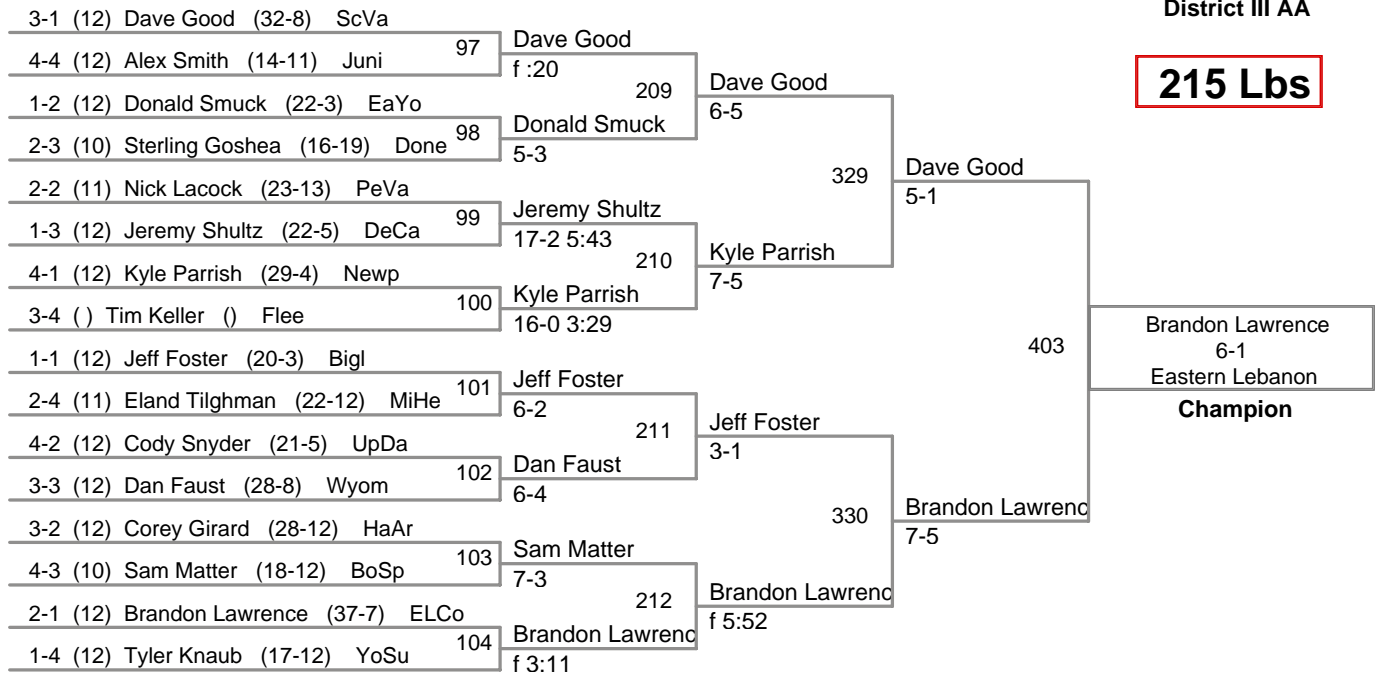 District III AA
215 Lbs
3-1 (12) Dave Good (32-8) ScVa
4-4 (12) Alex Smith (14-11) Juni
1-2 (12) Donald Smuck (22-3) EaYo
2-3 (10) Sterling Goshea (16-19) Done
2-2 (11) Nick Lacock (23-13) PeVa
1-3 (12) Jeremy Shultz (22-5) DeCa
4-1 (12) Kyle Parrish (29-4) Newp
3-4 ( ) Tim Keller () Flee
1-1 (12) Jeff Foster (20-3) Bigl
2-4 (11) Eland Tilghman (22-12) MiHe
4-2 (12) Cody Snyder (21-5) UpDa
3-3 (12) Dan Faust (28-8) Wyom
3-2 (12) Corey Girard (28-12) HaAr
4-3 (10) Sam Matter (18-12) BoSp
2-1 (12) Brandon Lawrence (37-7) ELCo
1-4 (12) Tyler Knaub (17-12) YoSu
97
98
99
100
101
102
103
104
Dave Good
f :20
Donald Smuck
5-3
Jeremy Shultz
17-2 5:43
Kyle Parrish
16-0 3:29
Jeff Foster
6-2
Dan Faust
6-4
Sam Matter
7-3
Brandon Lawrenc
f 3:11
209
210
211
212
Dave Good
6-5
Kyle Parrish
7-5
Jeff Foster
3-1
Brandon Lawrenc
f 5:52
329
330
Dave Good
5-1
Brandon Lawrenc
7-5
403
Brandon Lawrence
6-1
Eastern Lebanon
Champion